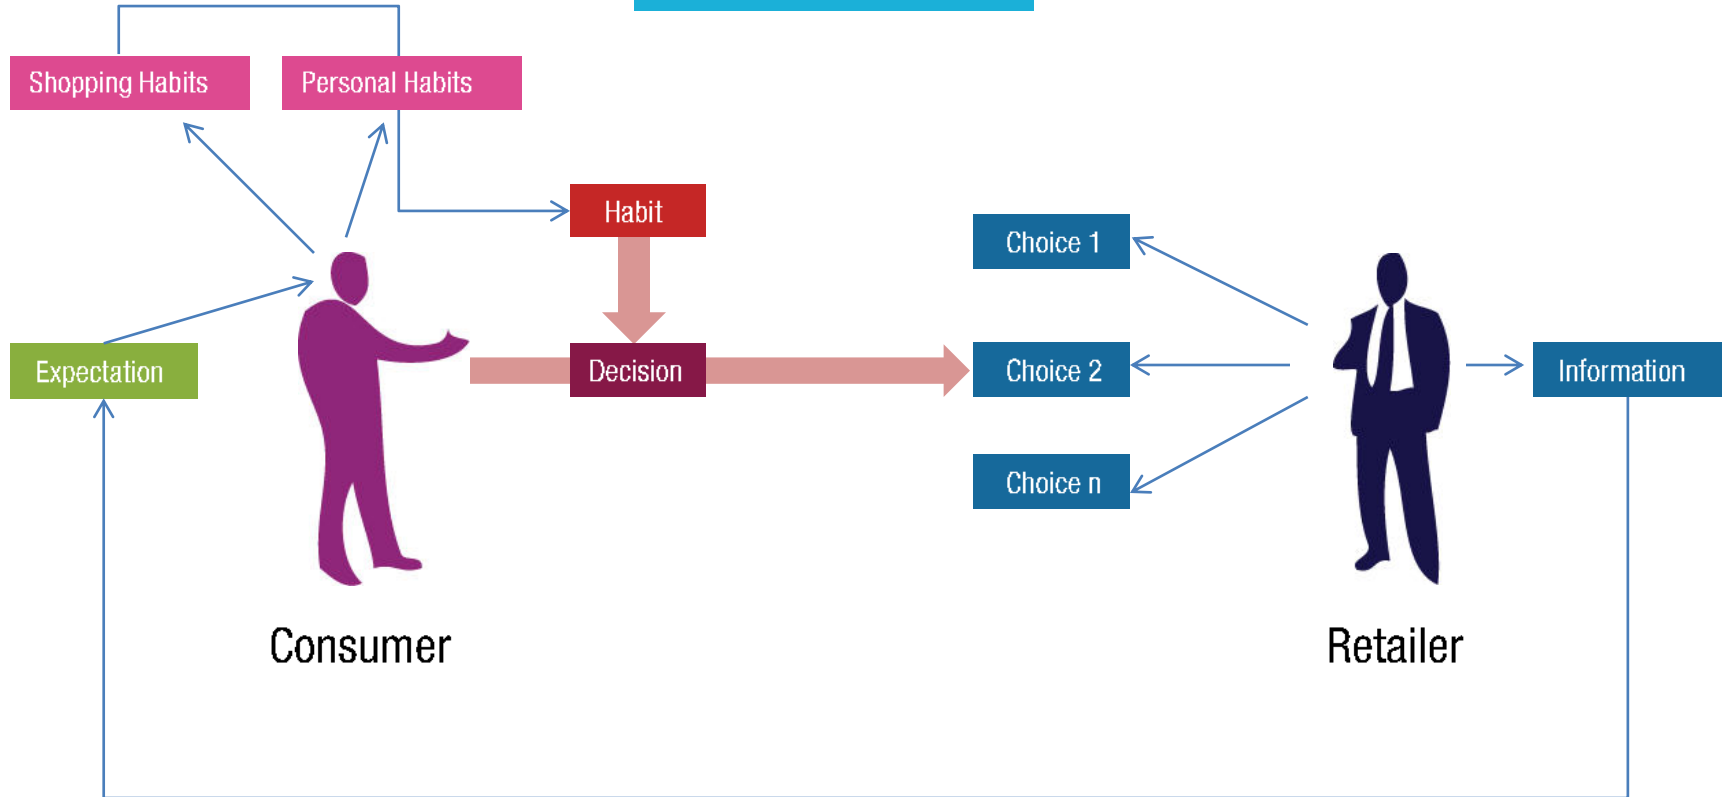 Shopping Habits
Personal Habits
Habit
Choice 1
Expectation
Decision
Choice 2
Information
Choice n
Consumer
Retailer